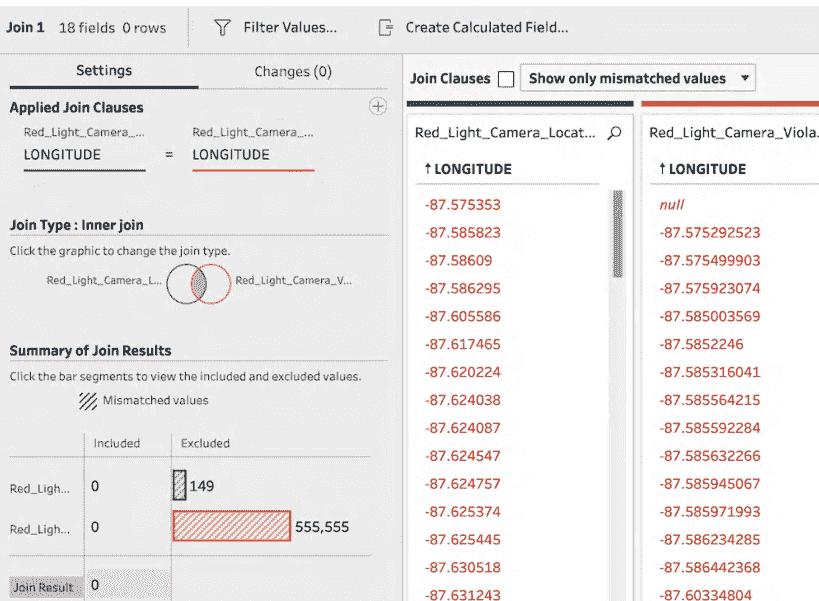 Join 1 18 fields 0 rows Filter Values... Create Calculated Field...
Settings Changes (0)
Applied Join Clauses
Red_Light_Camera_... Red_Light_Camera_...
LONGITUDE = LONGITUDE
Join Type : Inner join
Click the graphic to change the join type.
Red_Light_Camera_L... Red_Light_Camera_V...
Summary of Join Results
Click the bar segments to view the included and excluded values.
Mismatched values
Included Excluded
Red_Ligh... 0 149
Red_Ligh... 0 555,555
Join Result 0
Join Clauses Show only mismatched values
Red_Light_Camera_Locat...
↑ LONGITUDE
-87.575353
-87.585823
-87.58609
-87.586295
-87.605586
-87.617465
-87.620224
-87.624038
-87.624087
-87.624547
-87.624757
-87.625374
-87.625445
-87.630518
-87.631243
Red_Light_Camera_Viola.
↑ LONGITUDE
null
-87.575292523
-87.575499903
-87.575923074
-87.585003569
-87.5852246
-87.585316041
-87.585564215
-87.585592284
-87.585632266
-87.585945067
-87.585971993
-87.586234285
-87.586442368
-87.60334804